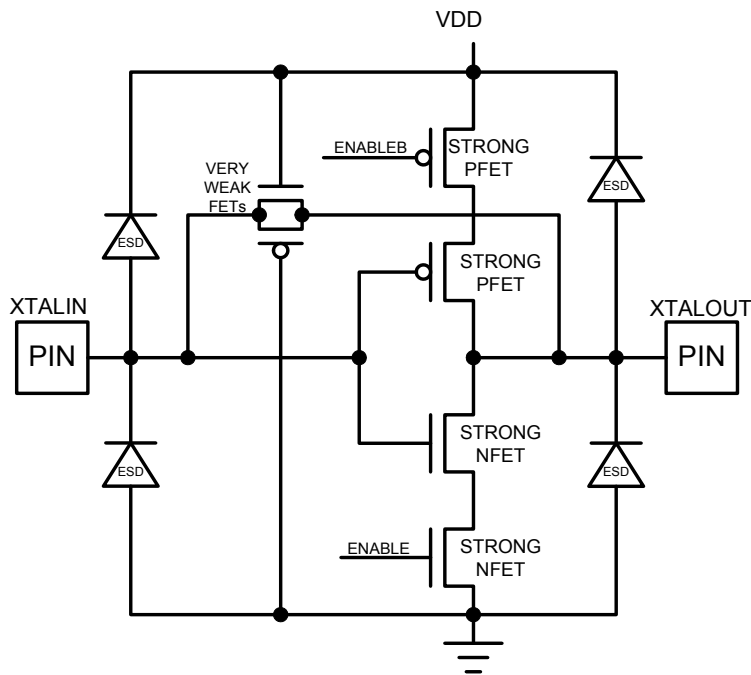 VDD
ENABLEB
STRONG
PFET
VERY
WEAK
FETs
ESD
ESD
STRONG
PFET
XTALIN
XTALOUT
PIN
PIN
STRONG
NFET
ESD
ESD
ENABLE
STRONG
NFET